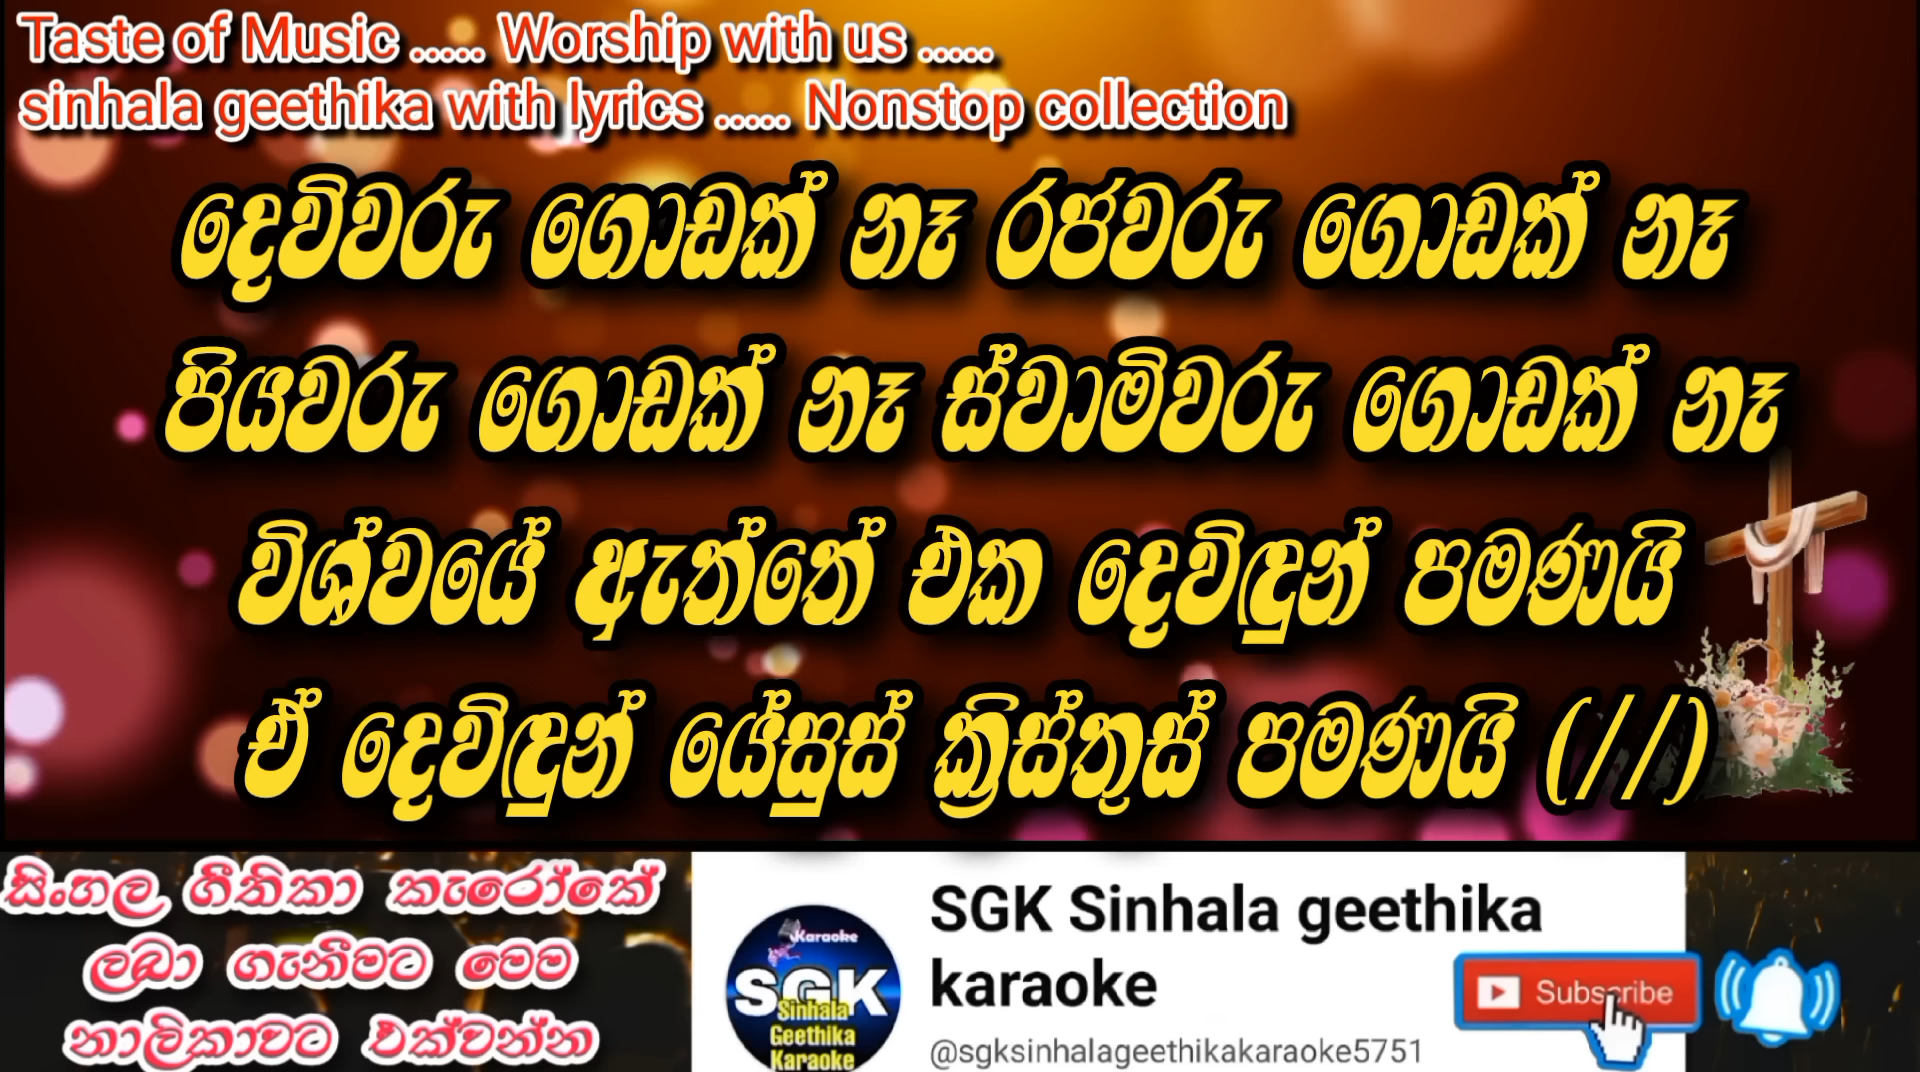 Taste of Music ..... Worship with us .....
sinhala geethika with lyrics ..... Nonstop collection
දෙව්වරු ගොඩක් නෑ රජවරු ගොඩක් නෑ
පියවරු ගොඩක් නෑ ස්වාමිවරු ගොඩක් නෑ
විශ්වයේ ඇත්තේ එක දෙවිඳුන් පමණයි
ඒ දෙවිඳුන් යේසුස් ක්‍රිස්තුස් පමණයි (//)
සිංහල ගීතිකා කැරෝකේ
ලබා ගැනීමට මෙම
නාලිකාවට එක්වන්න
Karaoke
SGK
Sinhala
Geethika
Karaoke
SGK Sinhala geethika
karaoke
@sgksinhalageethikakaraoke5751
Subscribe